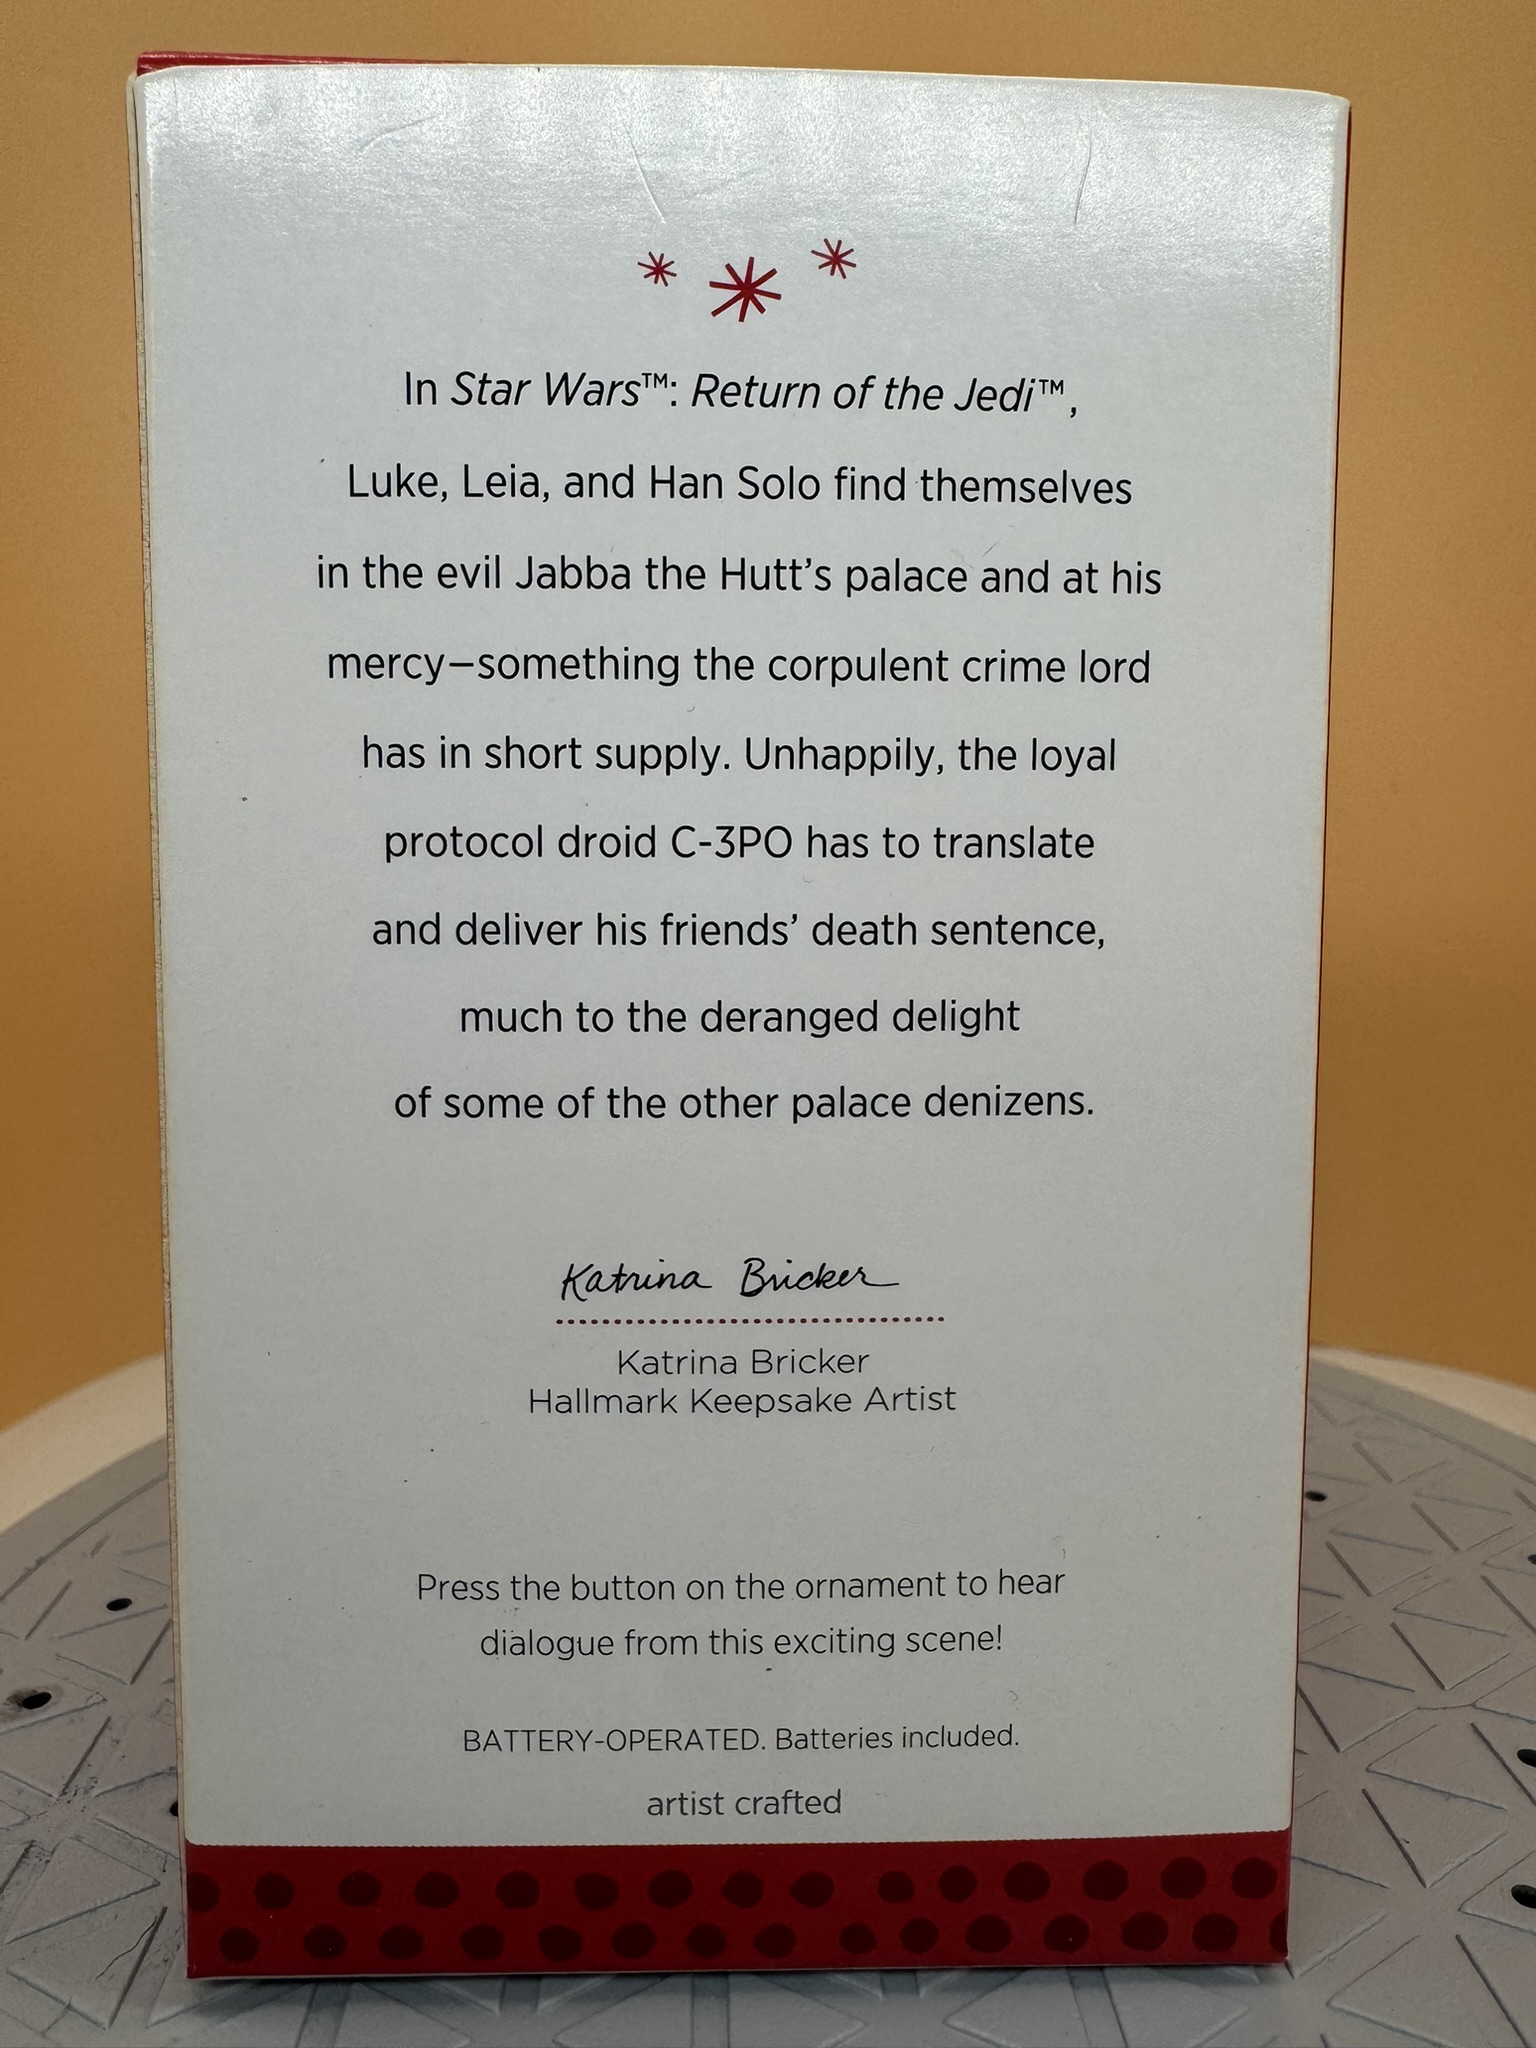 In Star Wars™: Return of the Jedi™,
Luke, Leia, and Han Solo find themselves
in the evil Jabba the Hutt’s palace and at his
mercy—something the corpulent crime lord
has in short supply. Unhappily, the loyal
protocol droid C-3PO has to translate
and deliver his friends’ death sentence,
much to the deranged delight
of some of the other palace denizens.
Katrina Bricker
Katrina Bricker
Hallmark Keepsake Artist
Press the button on the ornament to hear
dialogue from this exciting scene!
BATTERY-OPERATED. Batteries included.
artist crafted